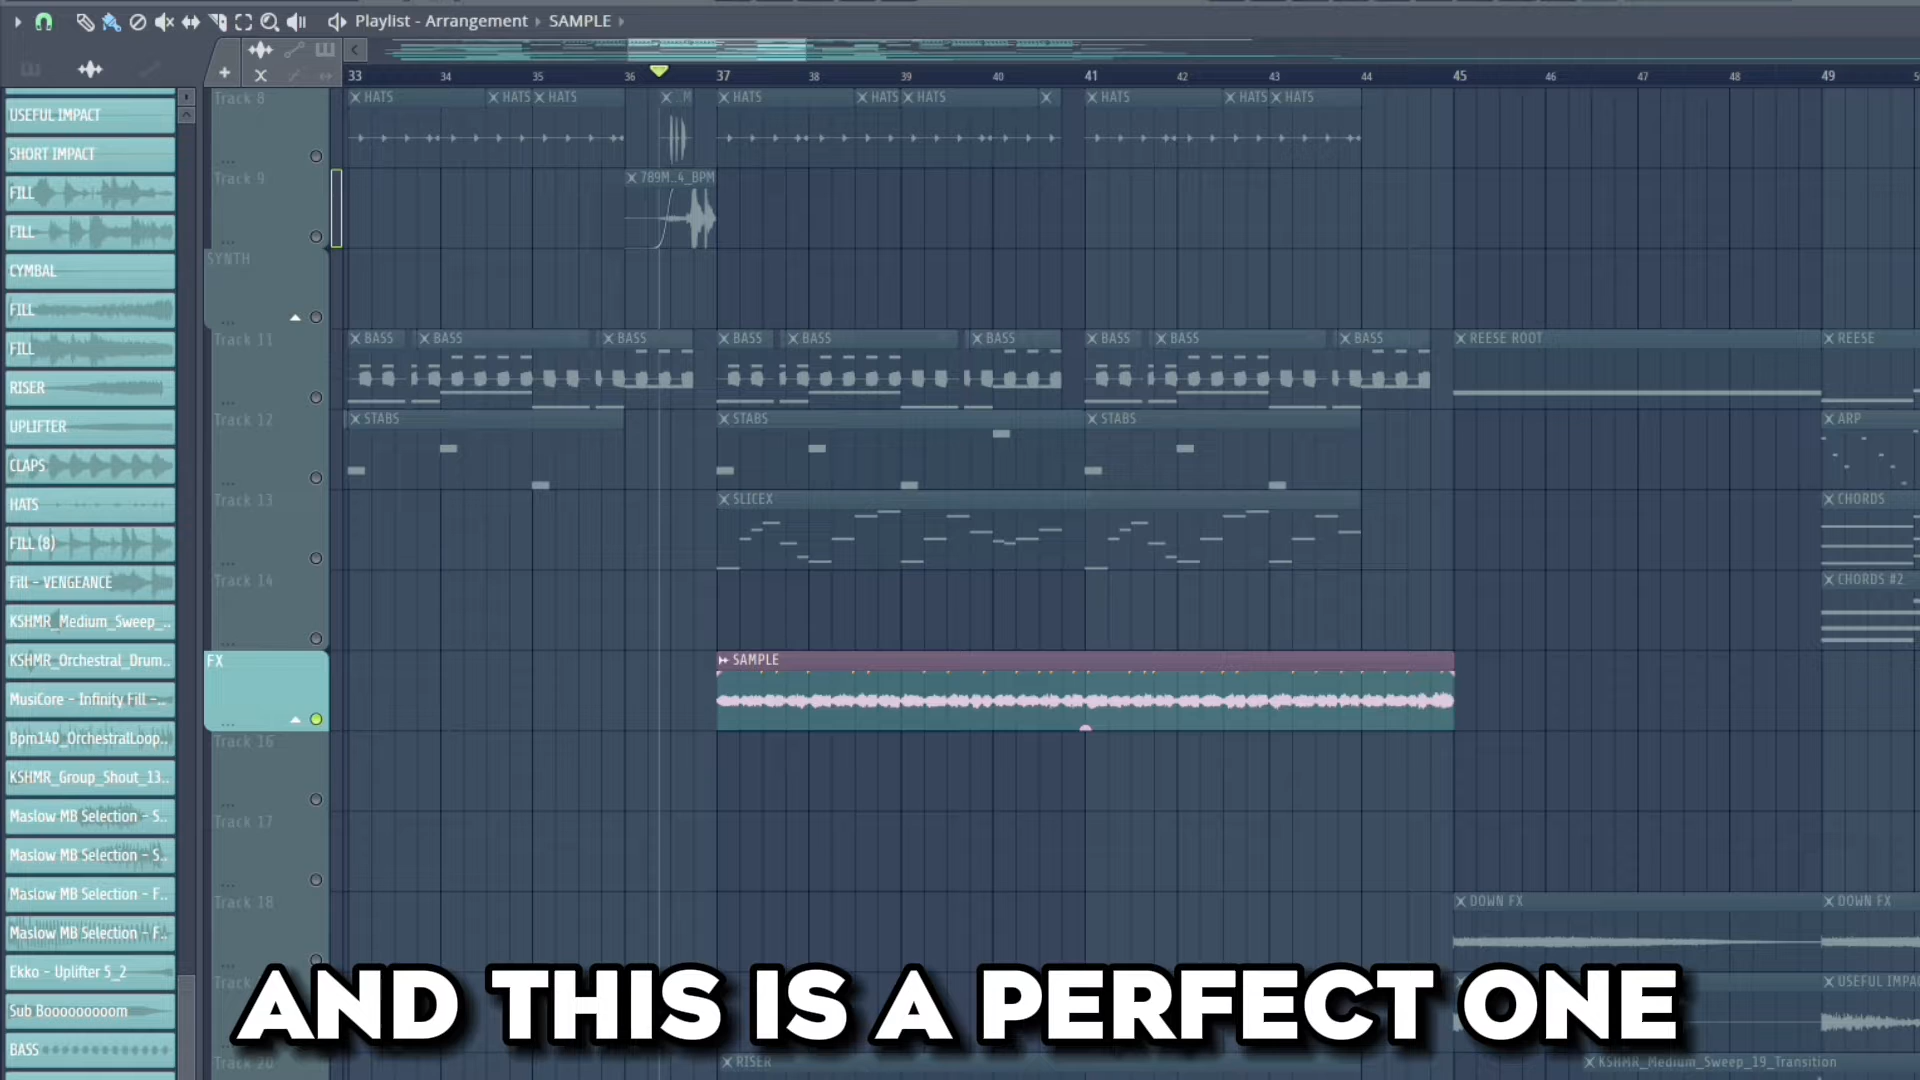 Playlist - Arrangement › SAMPLE ›
33 34 35 36 37 38 39 40 41 42 43 44 45 46 47 48 49
USEFUL IMPACT
SHORT IMPACT
FILL
FILL
CYMBAL
FILL
FILL
RISER
UPLIFTER
CLAPS
HATS
FILL (8)
Fill - VENGEANCE
KSHMR_Medium_Sweep_..
KSHMR_Orchestral_Drum..
MusiCore - Infinity Fill -..
Bpm140_OrchestralLoop..
KSHMR_Group_Shout_13..
Maslow MB Selection - S..
Maslow MB Selection - S..
Maslow MB Selection - F..
Maslow MB Selection - F..
Ekko - Uplifter 5_2
Sub Booooooooom
BASS
Track 8
HATS HATS HATS HATS HATS HATS HATS HATS HATS
Track 9
789M..4_BPM
SYNTH
Track 11
BASS BASS BASS BASS BASS BASS BASS BASS BASS REESE ROOT REESE
Track 12
STABS STABS STABS ARP
Track 13
SLICEX CHORDS
Track 14
CHORDS #2
FX
SAMPLE
Track 16
Track 17
Track 18
DOWN FX DOWN FX
USEFUL IMPA
AND THIS IS A PERFECT ONE
Track 20
RISER KSHMR_Medium_Sweep_19_Transition